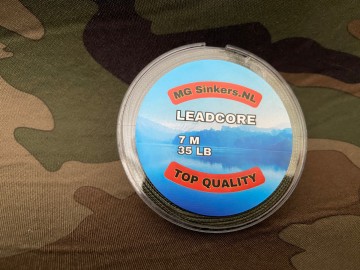 MG Sinkers.NL
LEADCORE
7 M
35 LB
TOP QUALITY